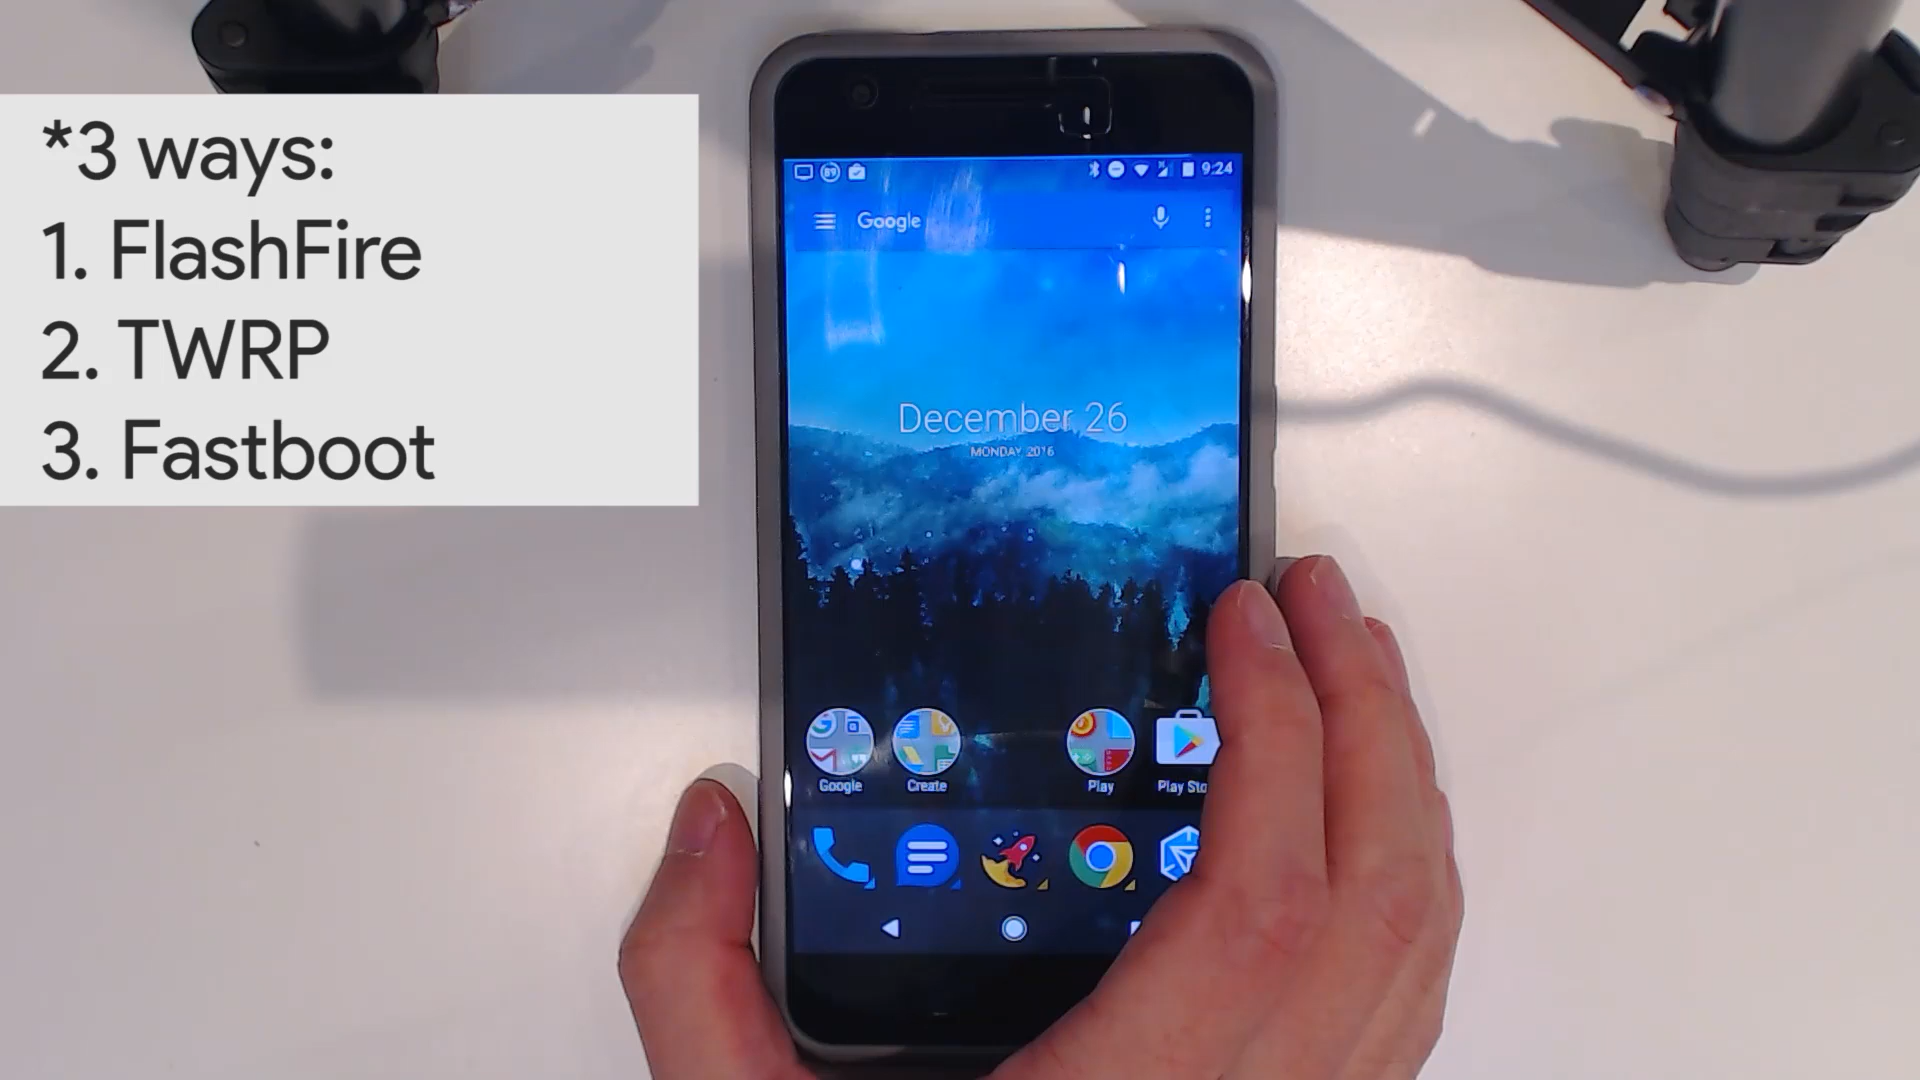 *3 ways:
1. FlashFire
2. TWRP
3. Fastboot
89
9:24
Google
December 26
MONDAY 2016
Google
Create
Play
Play Sto